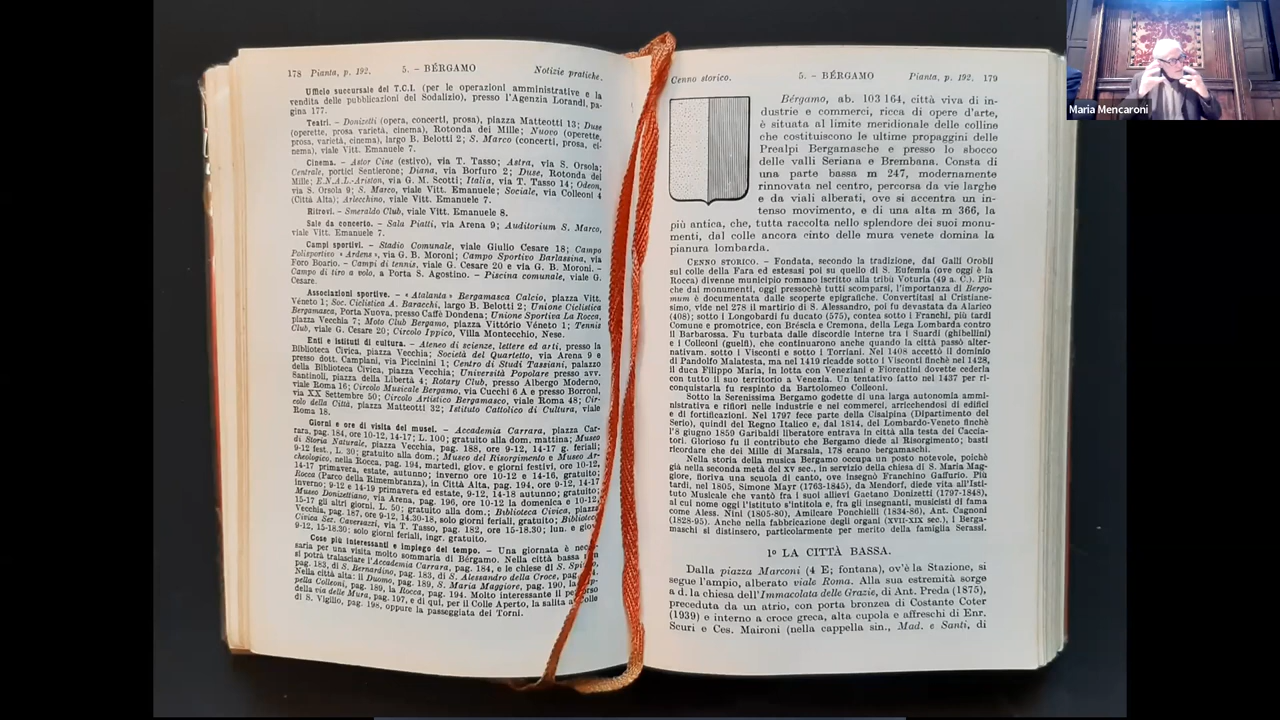 178 Pianta, p. 192. 5. – BÉRGAMO Notizie pratiche.
Ufficio succursale del T.C.I. (per le operazioni amministrative e la
vendita delle pubblicazioni del Sodalizio), presso l'Agenzia Lorandi, pa-
gina 177.
Teatri. – Donizetti (opera, concerti, prosa), piazza Matteotti 13; Duse
(operette, prosa varietà, cinema), Rotonda dei Mille; Nuovo (operette,
prosa, varietà, cinema), largo B. Belotti 2; S. Marco (concerti, prosa, ci-
nema), viale Vitt. Emanuele 7.
Cinema. – Astor Cine (estivo), via T. Tasso; Astra, via S. Orsola;
Centrale, portici Sentierone; Diana, via Borfuro 2; Duse, Rotonda dei
Mille; E.N.A.L.-Ariston, via G. M. Scotti; Italia, via T. Tasso 14; Odeon,
via S. Orsola 9; S. Marco, viale Vitt. Emanuele; Sociale, via Colleoni 4
(Città Alta); Arlecchino, viale Vitt. Emanuele 7.
Ritrovi. – Smeraldo Club, viale Vitt. Emanuele 8.
Sale da concerto. – Sala Piatti, via Arena 9; Auditorium S. Marco,
viale Vitt. Emanuele 7.
Campi sportivi. – Stadio Comunale, viale Giulio Cesare 18; Campo
Polisportivo « Ardens », via G. B. Moroni; Campo Sportivo Barlassina, via
Foro Boario. – Campi di tennis, viale G. Cesare 20 e via G. B. Moroni. –
Campo di tiro a volo, a Porta S. Agostino. – Piscina comunale, viale G.
Cesare.
Associazioni sportive. – « Atalanta » Bergamasca Calcio, piazza Vitt.
Véneto 1; Soc. Ciclistica A. Baracchi, largo B. Belotti 2; Unione Ciclistica
Bergamasca, Porta Nuova, presso Caffè Dondena; Unione Sportiva La Rocca,
piazza Vecchia 7; Moto Club Bergamo, piazza Vittório Véneto 1; Tennis
Club, viale G. Cesare 20; Circolo Ippico, Villa Montecchio, Nese.
Enti e istituti di cultura. – Ateneo di scienze, lettere ed arti, presso la
Biblioteca Civica, piazza Vecchia; Società del Quartetto, via Arena 9 e
presso dott. Campiani, via Piccinini 1; Centro di Studi Tassiani, palazzo
della Biblioteca Civica, piazza Vecchia; Università Popolare presso avv.
Santinoli, piazza della Libertà 4; Rotary Club, presso Albergo Moderno,
viale Roma 16; Circolo Musicale Bergamo, via Cucchi 6 A e presso Berroni,
via XX Settembre 50; Circolo Artistico Bergamasco, viale Roma 48; Cir-
colo della Città, piazza Matteotti 32; Istituto Cattolico di Cultura, viale
Roma 18.
Giorni e ore di visita dei musei. – Accademia Carrara, piazza Car-
rara, pag. 184, ore 10-12, 14-17; L. 100; gratuito alla dom. mattina; Museo
di Storia Naturale, piazza Vecchia, pag. 188, ore 9-12, 14-17 g. feriali;
9-12 fest., L. 30; gratuito alla dom.; Museo del Risorgimento e Museo Ar-
cheologico, nella Rocca, pag. 194, martedì, giov. e giorni festivi, ore 10-12,
14-17 primavera, estate, autunno; inverno ore 10-12 e 14-16, gratuito;
Rocca (Parco della Rimembranza), in Città Alta, pag. 194, ore 9-12, 14-17
inverno; 9-12 e 14-19 primavera ed estate, 9-12, 14-18 autunno; gratuito;
Museo Donizettiano, via Arena, pag. 196, ore 10-12 la domenica e 10-12,
15-17 gli altri giorni, L. 50; gratuito alla dom.; Biblioteca Civica, piazza
Vecchia, pag. 187, ore 9-12, 14.30-18, solo giorni feriali, gratuito; Biblioteca
Civica Sez. Caversazzi, via T. Tasso, pag. 182, ore 15-18.30; lun. e giov.
9-12, 15-18.30: solo giorni feriali, ingr. gratuito.
Cose più interessanti e impiego del tempo. – Una giornata è
saria per una visita molto sommaria di Bérgamo. Nella città bassa
si potrà tralasciare l'Accademia Carrara, pag. 184, e le chiese di S.
pag. 183, di S. Bernardino, pag. 183, di S. Alessandro della Croce, pag.
Nella città alta: il Duomo, pag. 189, S. Maria Maggiore, pag. 190, la
pella Colleoni, pag. 189, la Rocca, pag. 194. Molto interessante il
della via delle Mura, pag. 197, e di qui, per il Colle Aperto, la salita
di S. Vigilio, pag. 198, oppure la passeggiata dei Torni.
Cenno storico. 5. – BÉRGAMO Pianta, p. 192. 179
Bérgamo, ab. 103 164, città viva di in-
dustrie e commerci, ricca di opere d'arte,
è situata al limite meridionale delle colline
che costituiscono le ultime propaggini delle
Prealpi Bergamasche e presso lo sbocco
delle valli Seriana e Brembana. Consta di
una parte bassa m 247, modernamente
rinnovata nel centro, percorsa da vie larghe
e da viali alberati, ove si accentra un in-
tenso movimento, e di una alta m 366, la
più antica, che, tutta raccolta nello splendore dei suoi monu-
menti, dal colle ancora cinto delle mura venete domina la
pianura lombarda.
CENNO STORICO. – Fondata, secondo la tradizione, dai Galli Orobii
sul colle della Fara ed estesasi poi su quello di S. Eufemia (ove oggi è la
Rocca) divenne municipio romano iscritto alla tribù Voturia (49 a. C.). Più
che dai monumenti, oggi pressochè tutti scomparsi, l'importanza di Bergo-
mum è documentata dalle scoperte epigrafiche. Convertitasi al Cristiane-
simo, vide nel 278 il martirio di S. Alessandro, poi fu devastata da Alarico
(408); sotto i Longobardi fu ducato (575), contea sotto i Franchi, più tardi
Comune e promotrice, con Bréscia e Cremona, della Lega Lombarda contro
il Barbarossa. Fu turbata dalle discordie interne tra i Suardi (ghibellini)
e i Colleoni (guelfi), che continuarono anche quando la città passò alter-
nativam. sotto i Visconti e sotto i Torriani. Nel 1408 accettò il dominio
di Pandolfo Malatesta, ma nel 1419 ricadde sotto i Visconti finchè nel 1428,
il duca Filippo Maria, in lotta con Veneziani e Fiorentini dovette cederla
con tutto il suo territorio a Venezia. Un tentativo fatto nel 1437 per ri-
conquistarla fu respinto da Bartolomeo Colleoni.
Sotto la Serenissima Bergamo godette di una larga autonomia ammi-
nistrativa e rifiorì nelle industrie e nei commerci, arricchendosi di edifici
e di fortificazioni. Nel 1797 fece parte della Cisalpina (Dipartimento del
Serio), quindi del Regno Italico e, dal 1814, del Lombardo-Veneto finchè
l'8 giugno 1859 Garibaldi liberatore entrava in città alla testa dei Caccia-
tori. Glorioso fu il contributo che Bergamo diede al Risorgimento; basti
ricordare che dei Mille di Marsala, 178 erano bergamaschi.
Nella storia della musica Bergamo occupa un posto notevole, poichè
già nella seconda metà del XV sec., in servizio della chiesa di S. Maria Mag-
giore, fioriva una scuola di canto, ove insegnò Franchino Gaffurio. Più
tardi, nel 1805, Simone Mayr (1763-1845), da Mendorf, diede vita all'Isti-
tuto Musicale che vantò fra i suoi allievi Gaetano Donizetti (1797-1848),
al cui nome oggi l'istituto s'intitola e, fra gli insegnanti, musicisti di fama
come Aless. Nini (1805-80), Amilcare Ponchielli (1834-86), Ant. Cagnoni
(1828-95). Anche nella fabbricazione degli organi (XVII-XIX sec.), i Berga-
maschi si distinsero, particolarmente per merito della famiglia Serassi.
1º LA CITTÀ BASSA.
Dalla piazza Marconi (4 E; fontana), ov'è la Stazione, si
segue l'ampio, alberato viale Roma. Alla sua estremità sorge
a d. la chiesa dell'Immacolata delle Grazie, di Ant. Preda (1875),
preceduta da un atrio, con porta bronzea di Costante Coter
(1939) e interno a croce greca, alta cupola e affreschi di Enr.
Scuri e Ces. Maironi (nella cappella sin., Mad. e Santi, di
Maria Mencaroni